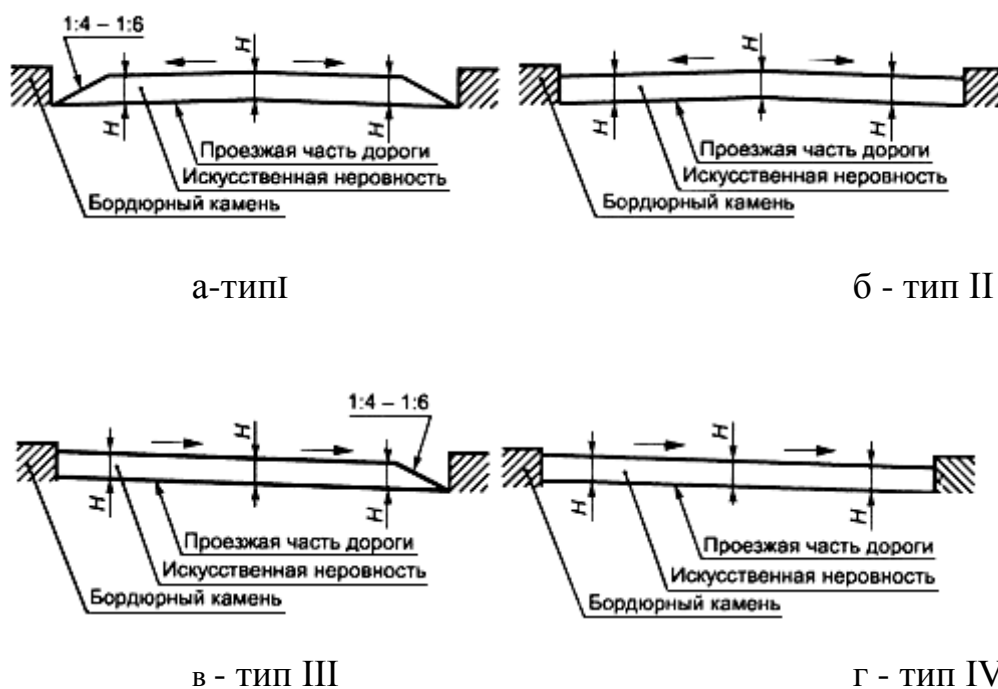 1:4 – 1:6
H H H
Проезжая часть дороги
Искусственная неровность
Бордюрный камень
H H H
Проезжая часть дороги
Искусственная неровность
Бордюрный камень
а-типI
б - тип II
1:4 – 1:6
H H H
Проезжая часть дороги
Искусственная неровность
Бордюрный камень
H H H
Проезжая часть дороги
Искусственная неровность
Бордюрный камень
в - тип III
г - тип IV